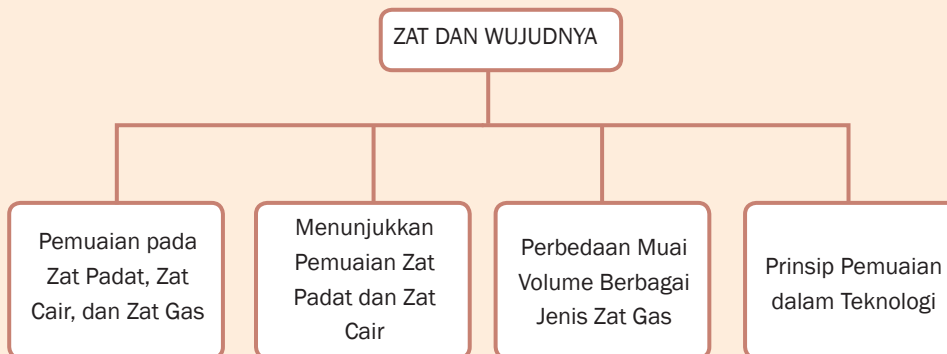 ZAT DAN WUJUDNYA
Pemuaian pada
Zat Padat, Zat
Cair, dan Zat Gas
Menunjukkan
Pemuaian Zat
Padat dan Zat
Cair
Perbedaan Muai
Volume Berbagai
Jenis Zat Gas
Prinsip Pemuaian
dalam Teknologi